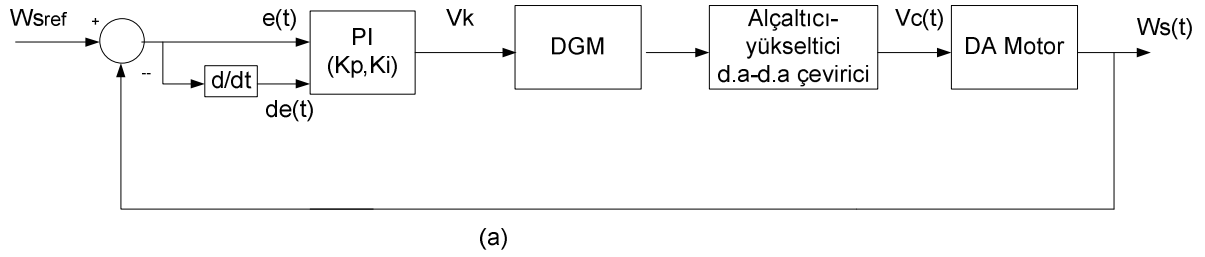 Wsref
+
--
e(t)
d/dt
de(t)
PI
(Kp,Ki)
Vk
DGM
Alçaltıcı-
yükseltici
d.a-d.a çevirici
Vc(t)
DA Motor
Ws(t)
(a)